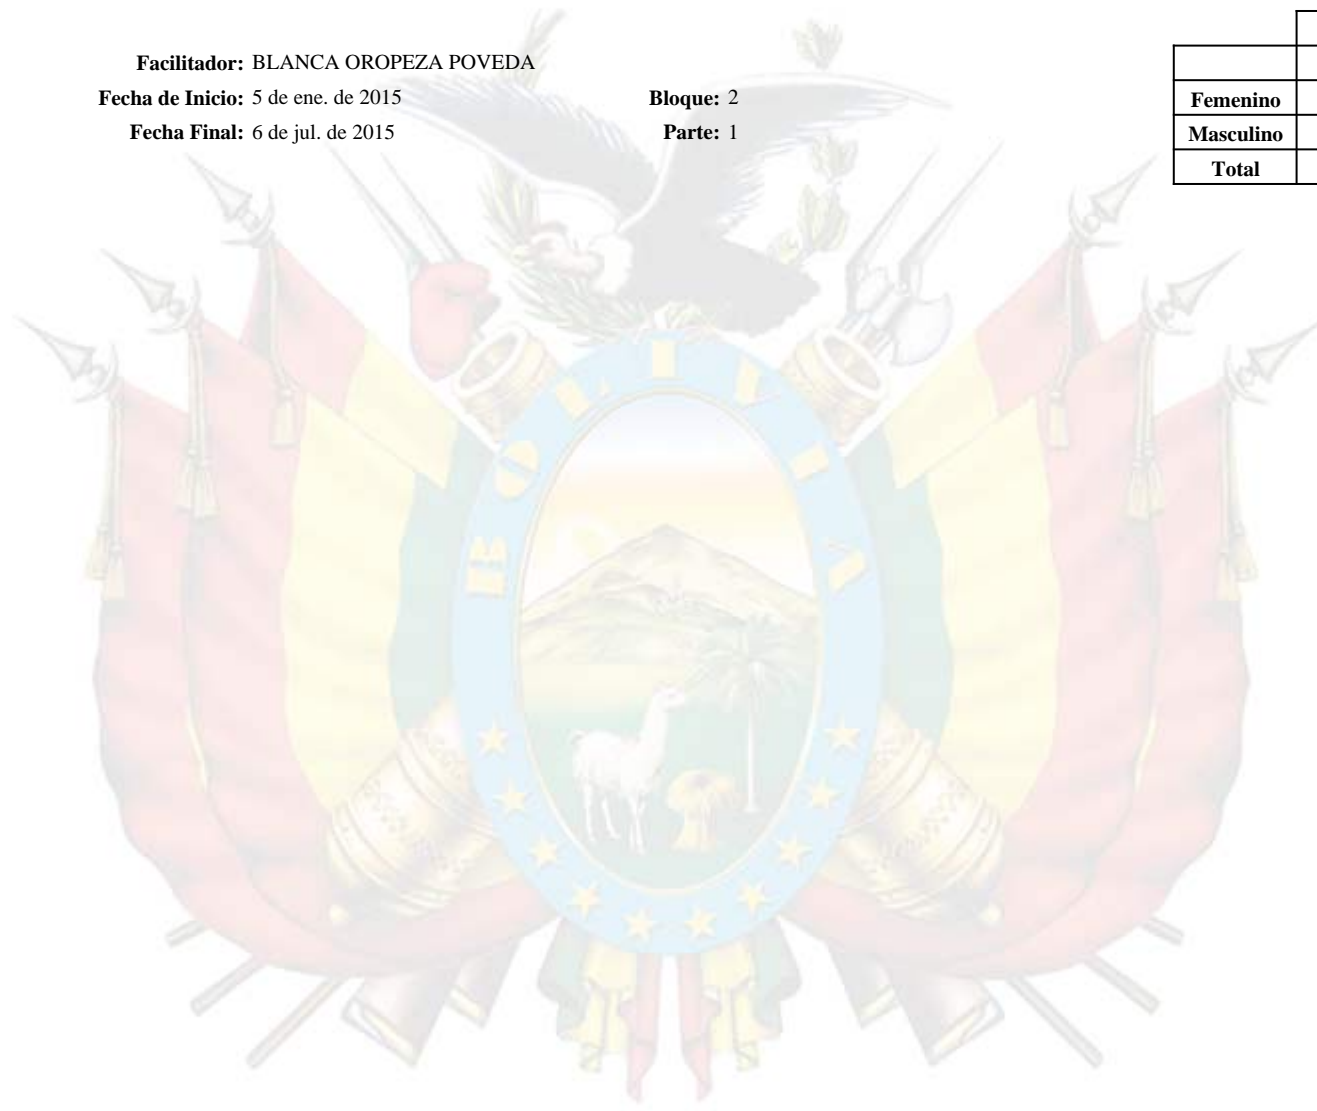 Facilitador: BLANCA OROPEZA POVEDA
Fecha de Inicio: 5 de ene. de 2015 Bloque: 2
Fecha Final: 6 de jul. de 2015 Parte: 1
Femenino
Masculino
Total
BOLIVIA